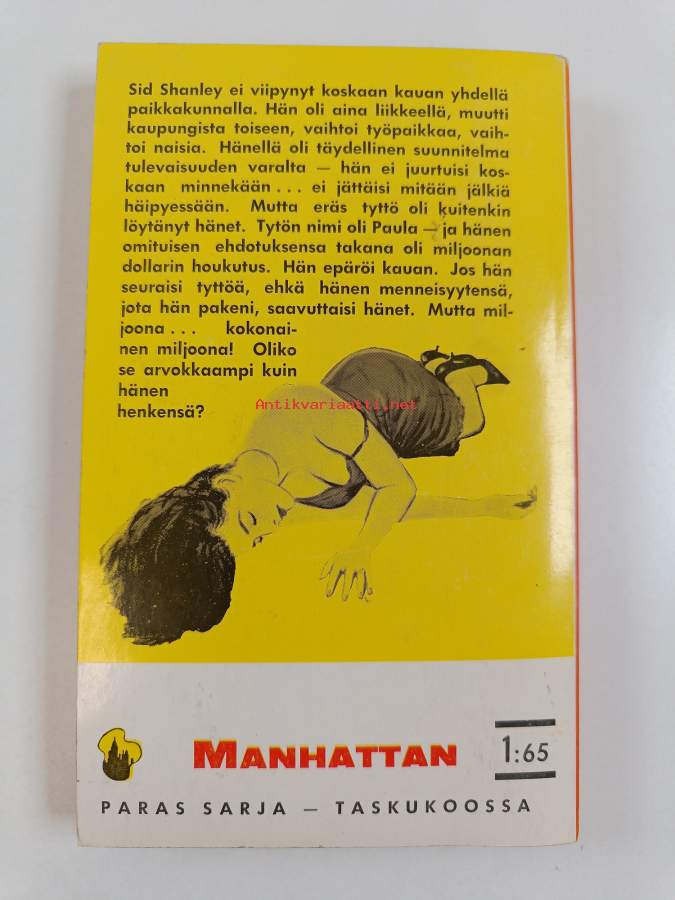 Sid Shanley ei viipynyt koskaan kauan yhdellä
paikkakunnalla. Hän oli aina liikkeellä, muutti
kaupungista toiseen, vaihtoi työpaikkaa, vaih-
toi naisia. Hänellä oli täydellinen suunnitelma
tulevaisuuden varalta — hän ei juurtuisi kos-
kaan minnekään... ei jättäisi mitään jälkiä
häipyessään. Mutta eräs tyttö oli kuitenkin
löytänyt hänet. Tytön nimi oli Paula — ja hänen
omituisen ehdotuksensa takana oli miljoonan
dollarin houkutus. Hän epäröi kauan. Jos hän
seuraisi tyttöä, ehkä hänen menneisyytensä,
jota hän pakeni, saavuttaisi hänet. Mutta mil-
joona... kokonai-
nen miljoona! Oliko
se arvokkaampi kuin
hänen
henkensä?
Antikvariaatti.net
MANHATTAN
1:65
PARAS SARJA — TASKUKOOSSA